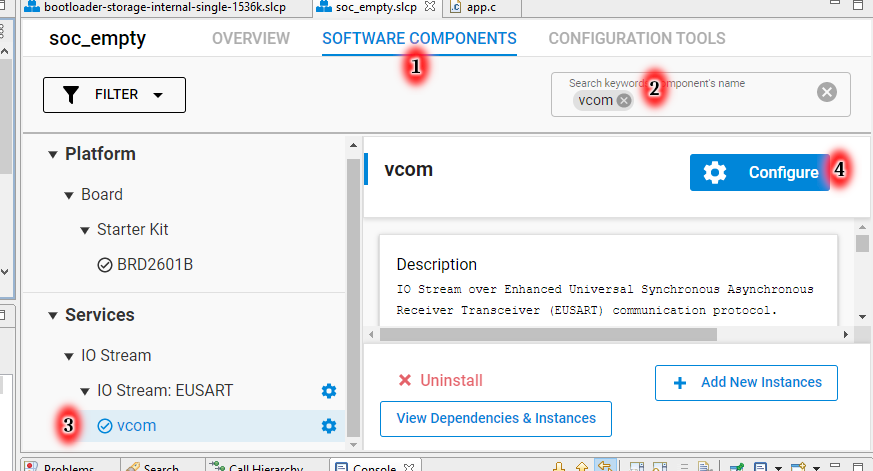 bootloader-storage-internal-single-1536k.slcp
soc_empty.slcp
app.c
soc_empty
OVERVIEW
SOFTWARE COMPONENTS
CONFIGURATION TOOLS
1
FILTER
Search keyword component's name
2
vcom
Platform
Board
Starter Kit
BRD2601B
Services
IO Stream
IO Stream: EUSART
3
vcom
vcom
Configure
4
Description
IO Stream over Enhanced Universal Synchronous Asynchronous
Receiver Transceiver (EUSART) communication protocol.
Uninstall
Add New Instances
View Dependencies & Instances
Problems
Search
Call Hierarchy
Console